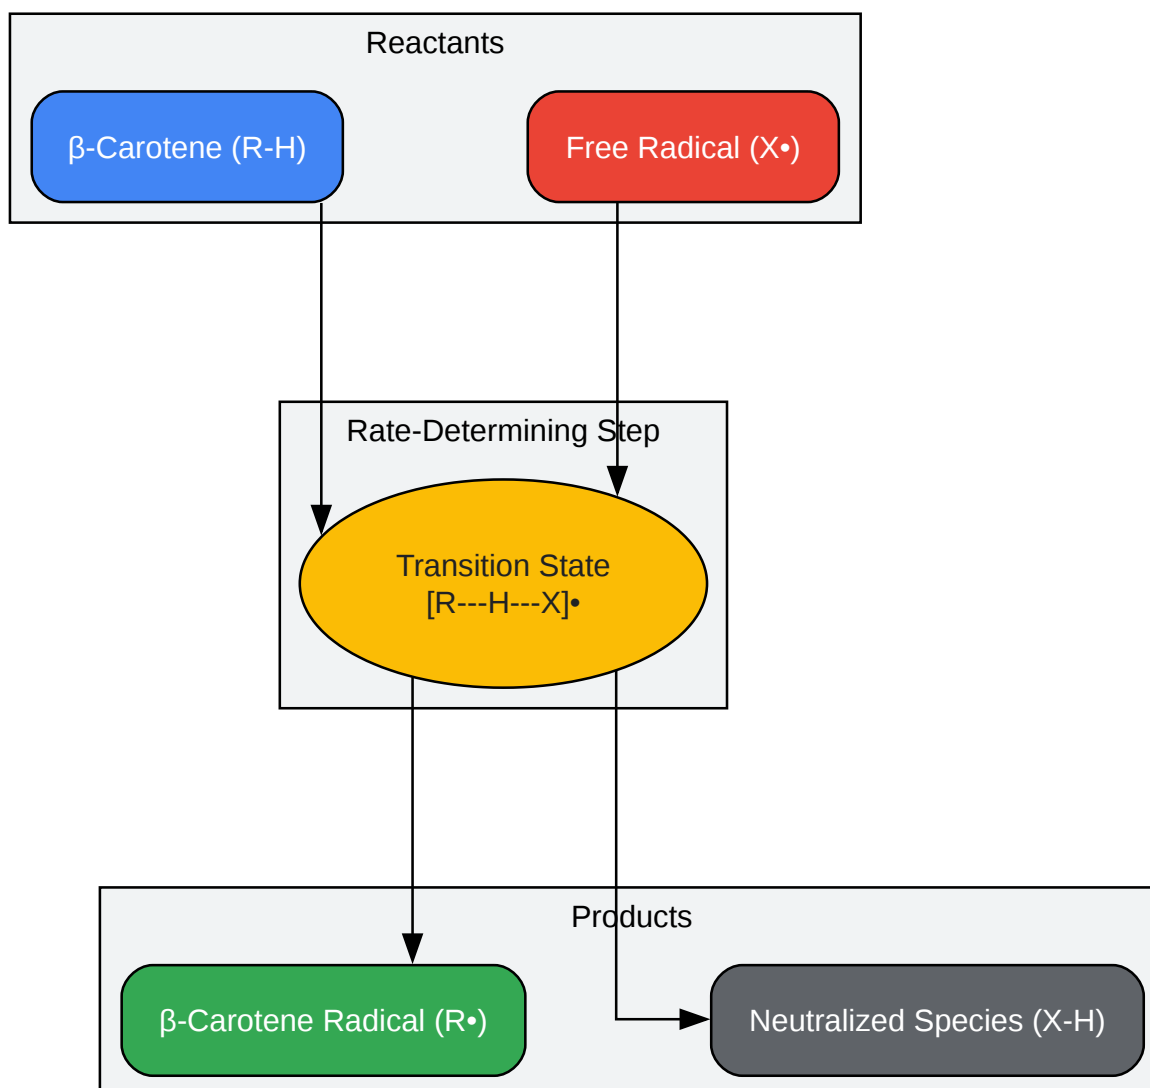 Reactants
β-Carotene (R-H)
Free Radical (X•)
Rate-Determining Step
Transition State
[R---H---X]•
Products
β-Carotene Radical (R•)
Neutralized Species (X-H)